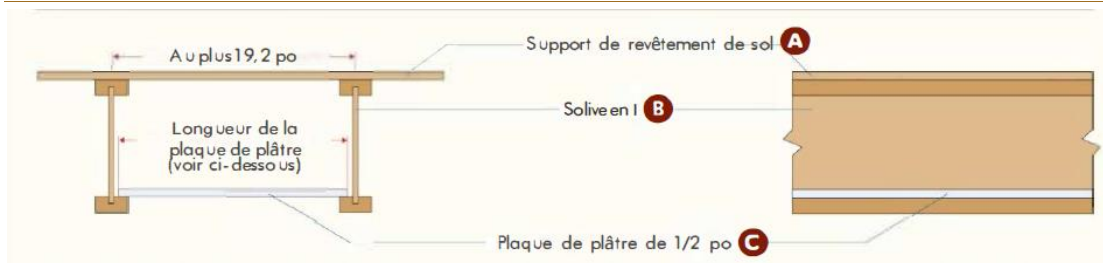 Au plus 19,2 po
Support de revêtement de sol A
Solive en I B
Longueur de la
plaque de plâtre
(voir ci-dessous)
Plaque de plâtre de 1/2 po C